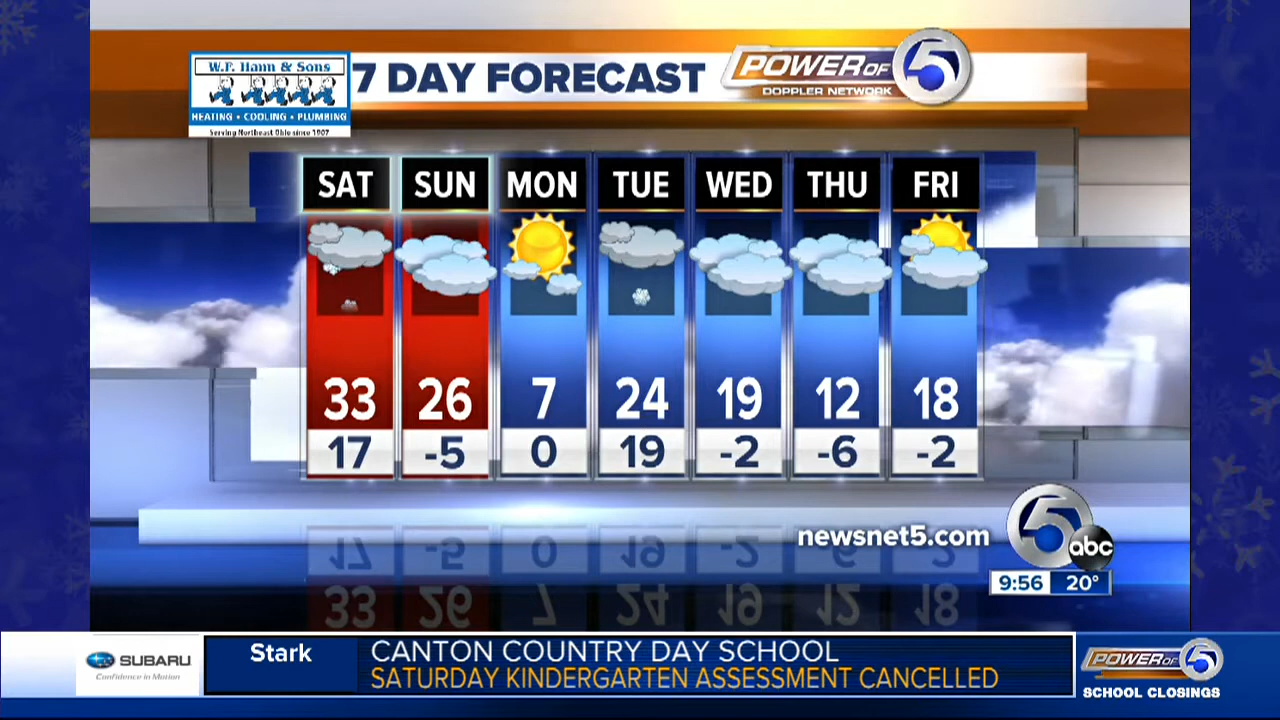 W.F. Hann & Sons
HEATING • COOLING • PLUMBING
Serving Northeast Ohio since 1907
7 DAY FORECAST
POWER OF 5
DOPPLER NETWORK
SAT SUN MON TUE WED THU FRI
33 26 7 24 19 12 18
17 -5 0 19 -2 -6 -2
newsnet5.com
5 abc
9:56 20°
SUBARU
Confidence in Motion
Stark
CANTON COUNTRY DAY SCHOOL
SATURDAY KINDERGARTEN ASSESSMENT CANCELLED
POWER OF 5
SCHOOL CLOSINGS